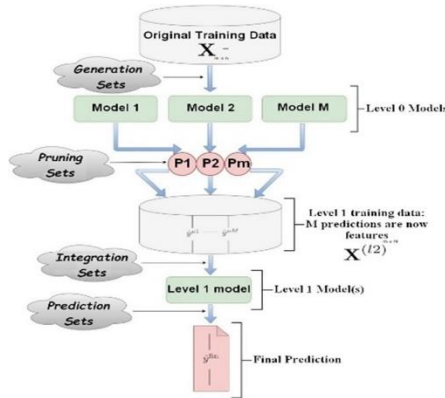 Original Training Data
X
Generation
Sets
Model 1
Model 2
Model M
Level 0 Models
Pruning
Sets
P1
P2
Pm
Level 1 training data:
M predictions are now
features
X(l2)
Integration
Sets
Level 1 model
Level 1 Model(s)
Prediction
Sets
Final Prediction